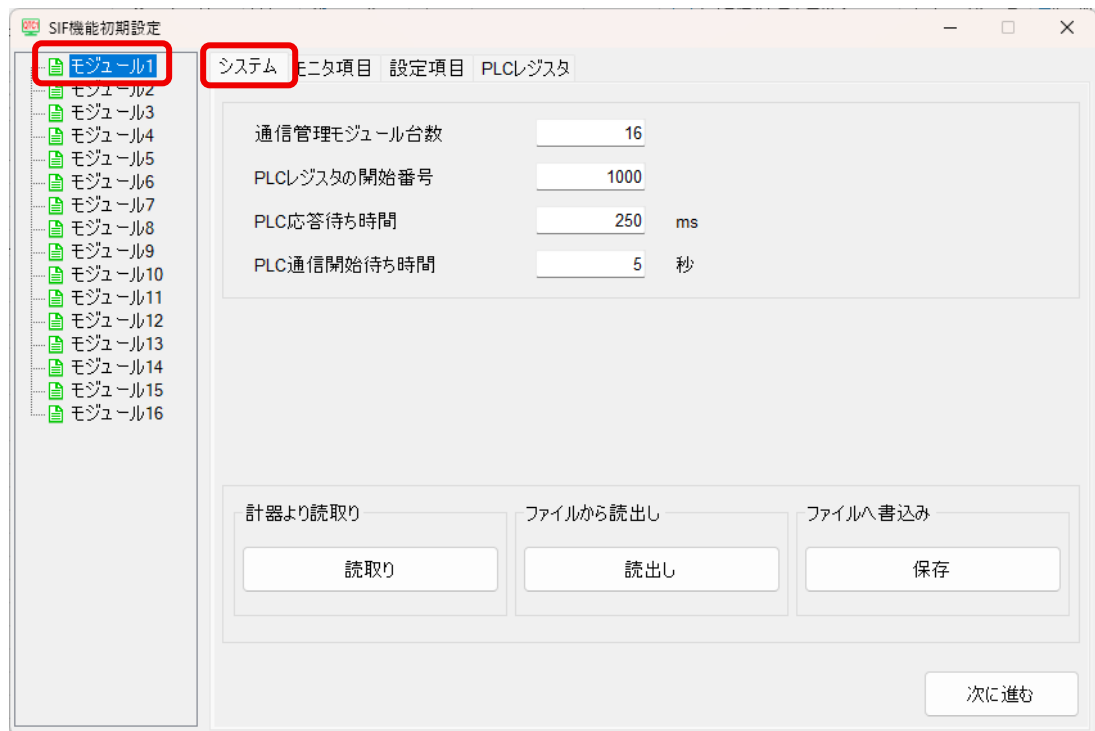 SIF機能初期設定
モジュール1
モジュール2
モジュール3
モジュール4
モジュール5
モジュール6
モジュール7
モジュール8
モジュール9
モジュール10
モジュール11
モジュール12
モジュール13
モジュール14
モジュール15
モジュール16
システム モニタ項目 設定項目 PLCレジスタ
通信管理モジュール台数 16
PLCレジスタの開始番号 1000
PLC応答待ち時間 250 ms
PLC通信開始待ち時間 5 秒
計器より読取り ファイルから読出し ファイルへ書込み
読取り 読出し 保存
次に進む